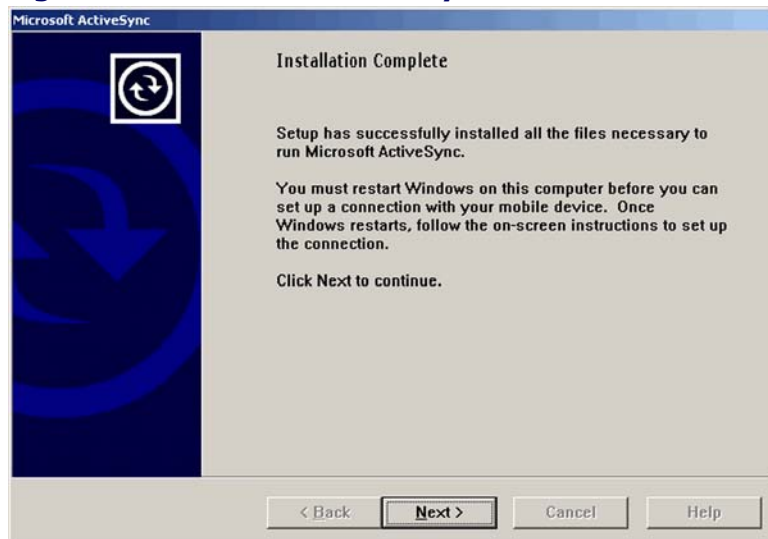 Microsoft ActiveSync
Installation Complete
Setup has successfully installed all the files necessary to
run Microsoft ActiveSync.
You must restart Windows on this computer before you can
set up a connection with your mobile device. Once
Windows restarts, follow the on-screen instructions to set up
the connection.
Click Next to continue.
< Back
Next >
Cancel
Help